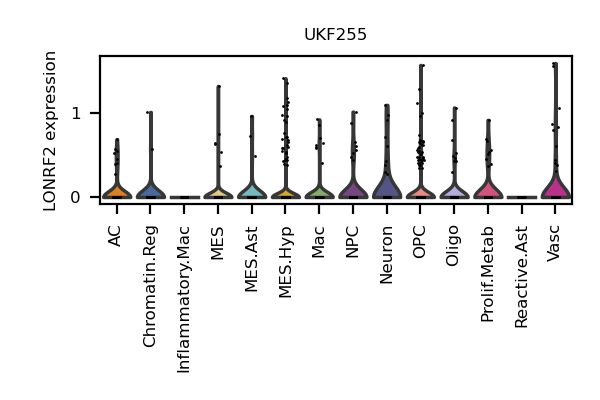 UKF255
LONRF2 expression
1
0
AC
Chromatin.Reg
Inflammatory.Mac
MES
MES.Ast
MES.Hyp
Mac
NPC
Neuron
OPC
Oligo
Prolif.Metab
Reactive.Ast
Vasc